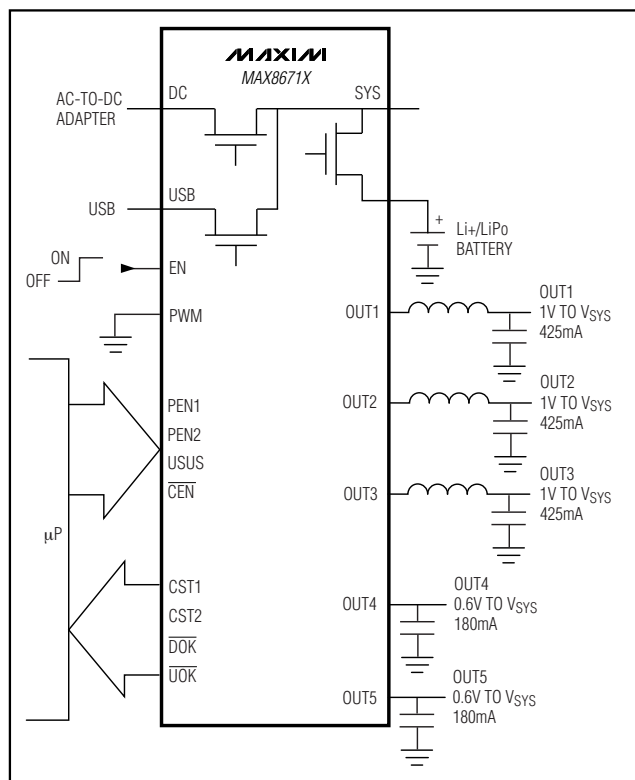 MAXIM
MAX8671X
AC-TO-DC
ADAPTER
DC
SYS
USB
USB
+
Li+/LiPo
BATTERY
ON
OFF
EN
PWM
OUT1
OUT1
1V TO VSYS
425mA
PEN1
PEN2
USUS
CEN
OUT2
OUT2
1V TO VSYS
425mA
OUT3
OUT3
1V TO VSYS
425mA
μP
CST1
CST2
DOK
UOK
OUT4
OUT4
0.6V TO VSYS
180mA
OUT5
OUT5
0.6V TO VSYS
180mA